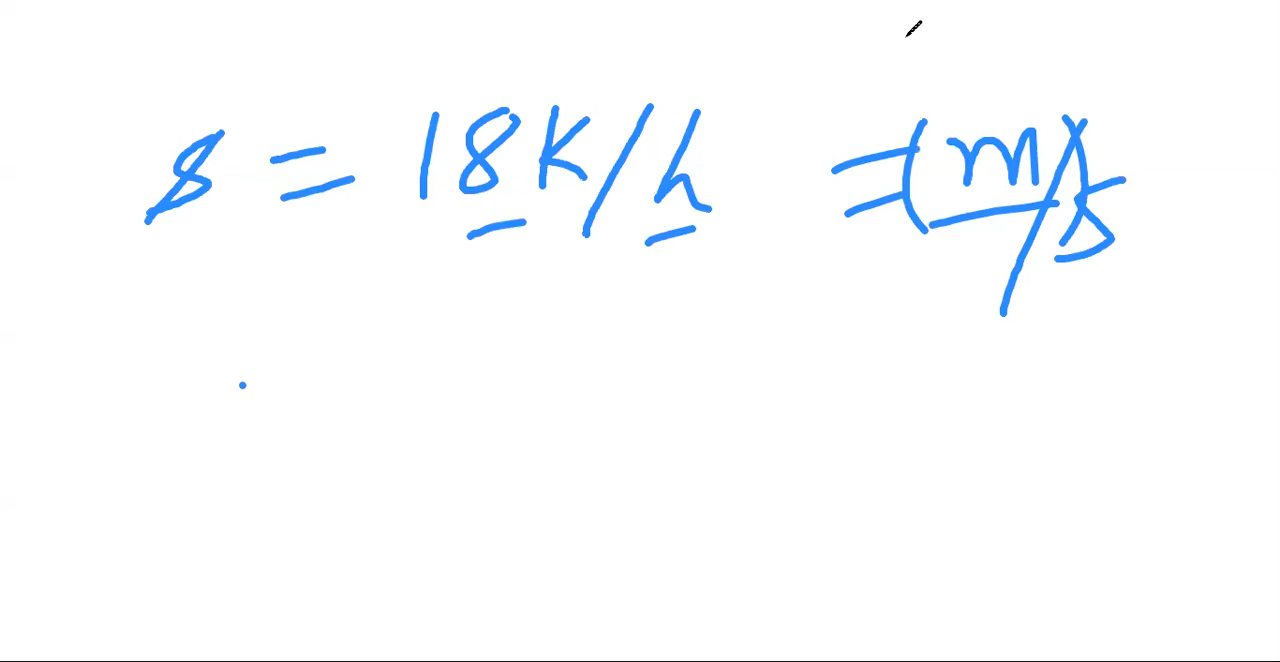 s = 18K/h =(m)/s